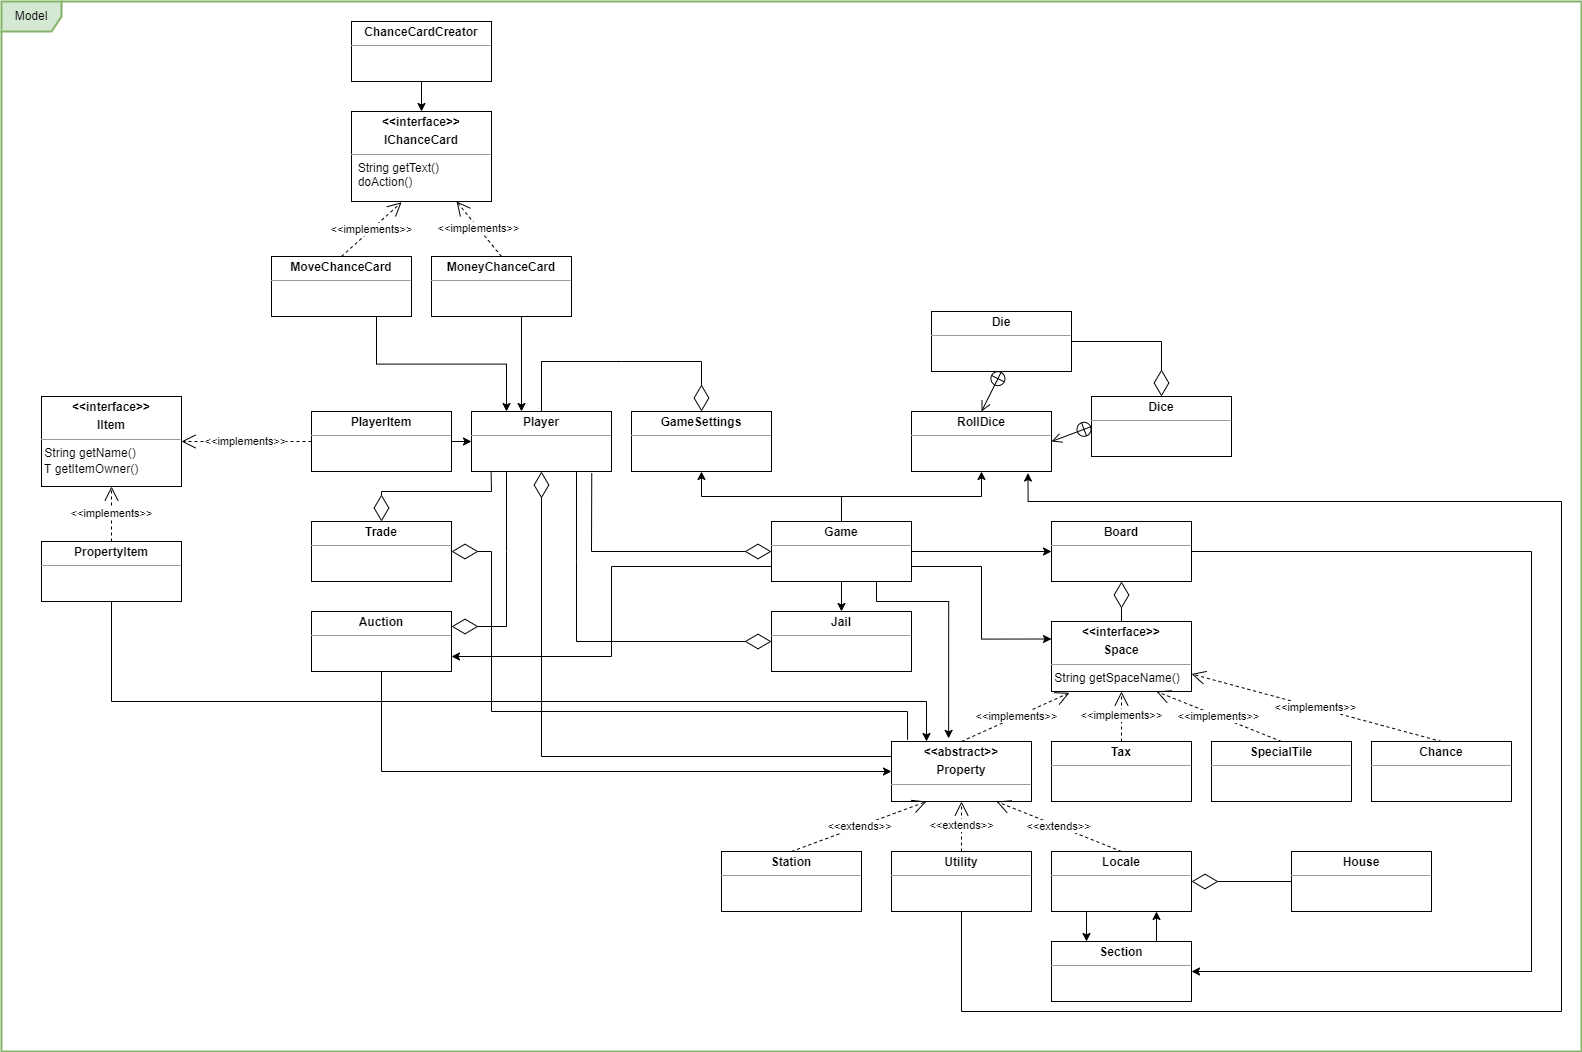 Model
ChanceCardCreator
<<interface>>
IChanceCard
String getText()
doAction()
<<implements>>
<<implements>>
MoveChanceCard
MoneyChanceCard
Die
<<interface>>
IItem
String getName()
T getItemOwner()
<<implements>>
PlayerItem
Player
GameSettings
RollDice
Dice
<<implements>>
PropertyItem
Trade
Game
Board
Auction
Jail
<<interface>>
Space
String getSpaceName()
<<implements>>
<<implements>>
<<implements>>
<<implements>>
<<abstract>>
Property
Tax
SpecialTile
Chance
<<extends>>
<<extends>>
<<extends>>
Station
Utility
Locale
House
Section